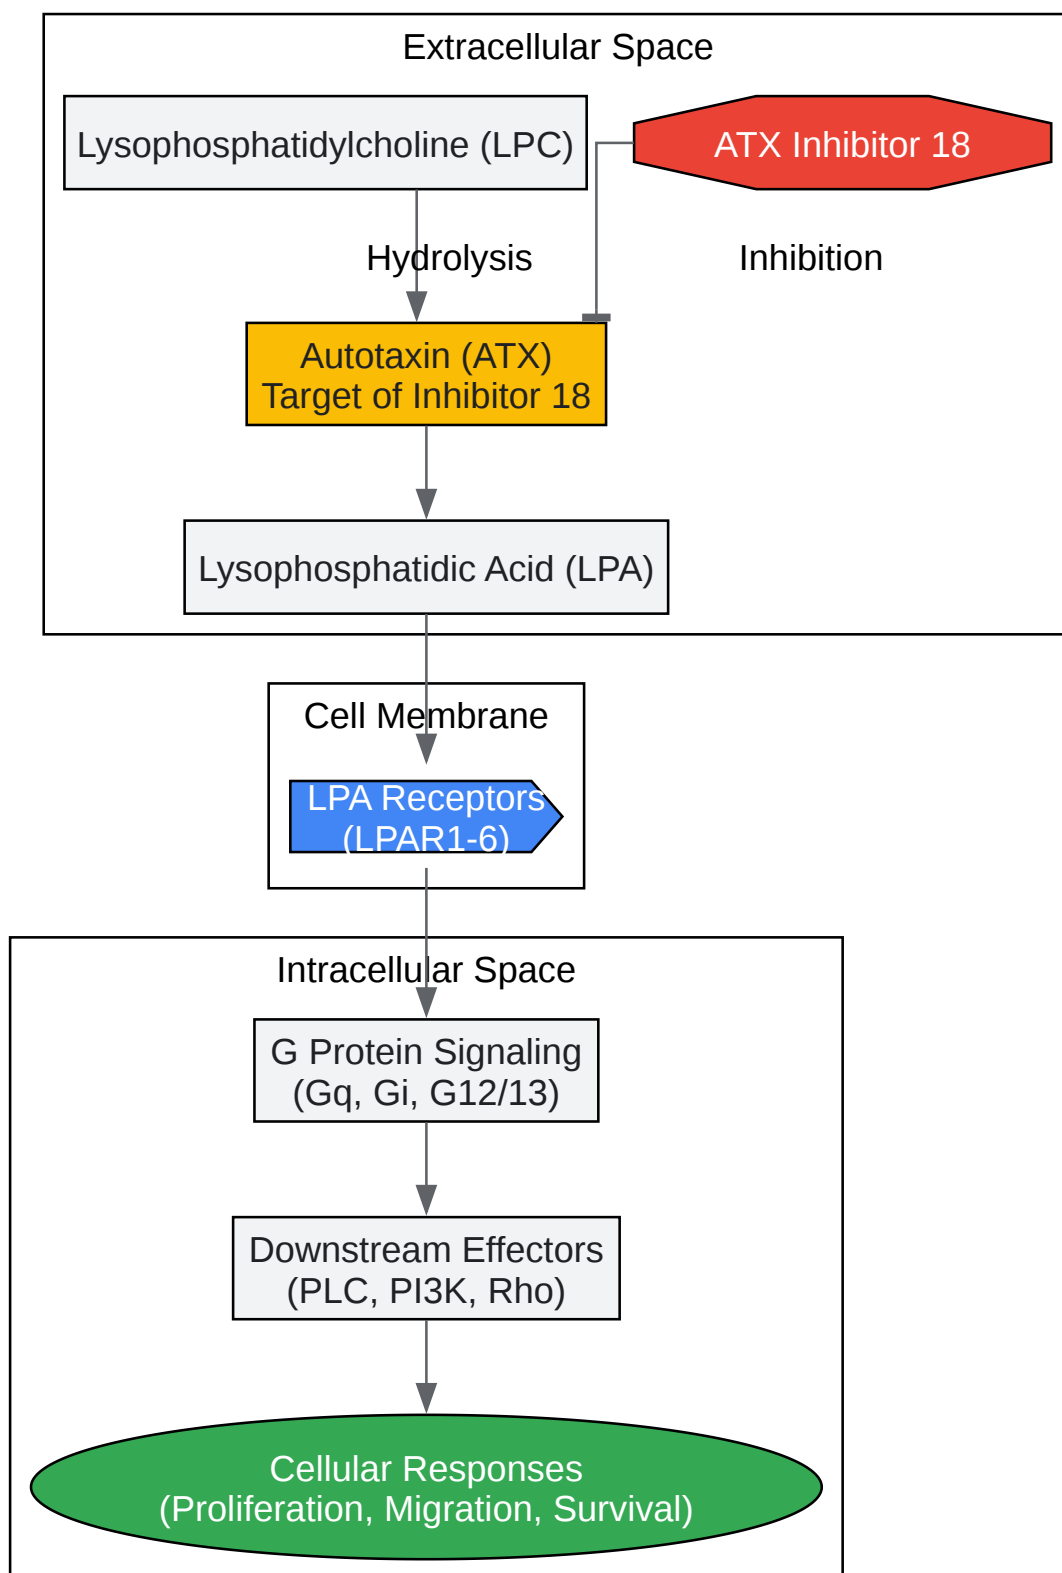 Extracellular Space
Lysophosphatidylcholine (LPC)
ATX Inhibitor 18
Hydrolysis
Inhibition
Autotaxin (ATX)
Target of Inhibitor 18
Lysophosphatidic Acid (LPA)
Cell Membrane
LPA Receptors
(LPAR1-6)
Intracellular Space
G Protein Signaling
(Gq, Gi, G12/13)
Downstream Effectors
(PLC, PI3K, Rho)
Cellular Responses
(Proliferation, Migration, Survival)